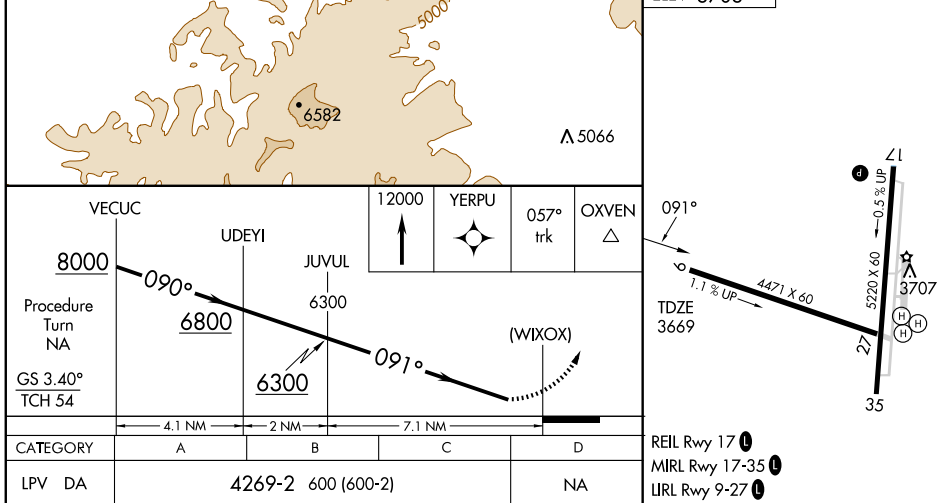 5000
6582
5066
VECUC
UDEYI
JUVUL
8000
090°
6800
6300
6300
091°
(WIXOX)
Procedure
Turn
NA
GS 3.40°
TCH 54
4.1 NM
2 NM
7.1 NM
12000
YERPU
057°
trk
OXVEN
CATEGORY A B C D
LPV DA 4269-2 600 (600-2) NA
091°
9
1.1 % UP
4471 X 60
27
TDZE
3669
17
P
0.5 % UP
5220 X 60
3707
H
H
H
35
REIL Rwy 17 L
MIRL Rwy 17-35 L
LIRL Rwy 9-27 L